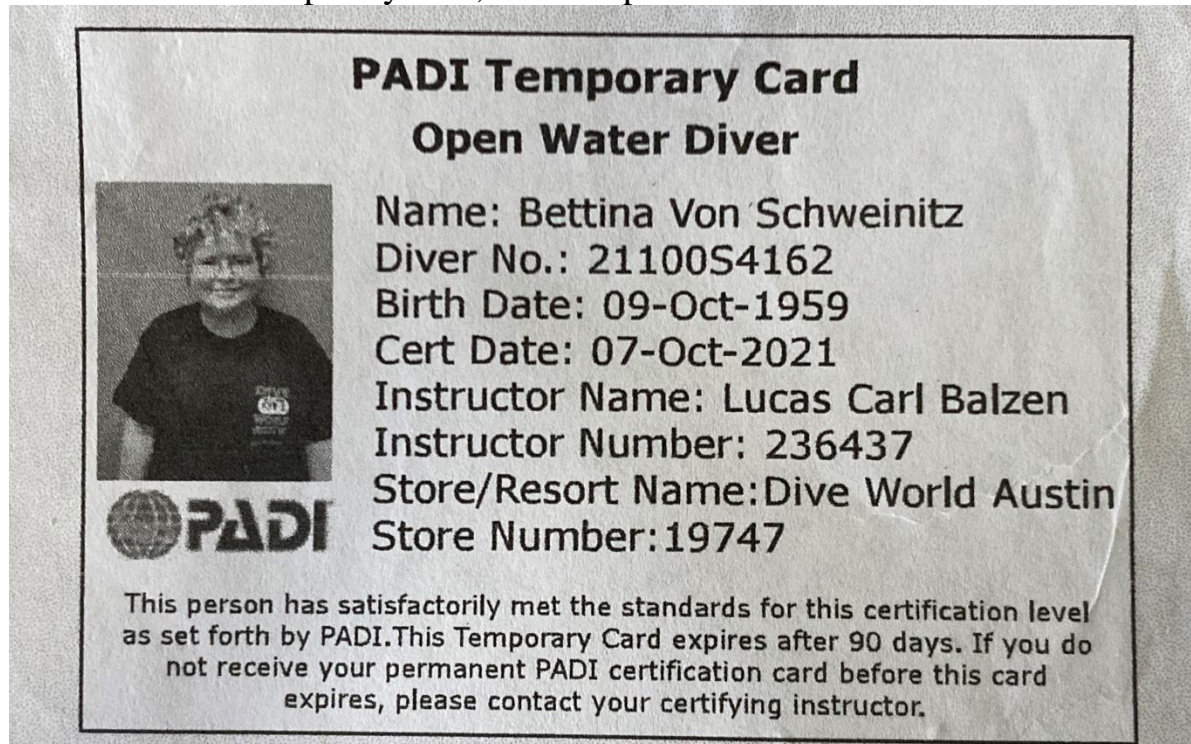 PADI Temporary Card
Open Water Diver
Name: Bettina Von Schweinitz
Diver No.: 21100S4162
Birth Date: 09-Oct-1959
Cert Date: 07-Oct-2021
Instructor Name: Lucas Carl Balzen
Instructor Number: 236437
Store/Resort Name:Dive World Austin
Store Number:19747
PADI
This person has satisfactorily met the standards for this certification level
as set forth by PADI.This Temporary Card expires after 90 days. If you do
not receive your permanent PADI certification card before this card
expires, please contact your certifying instructor.